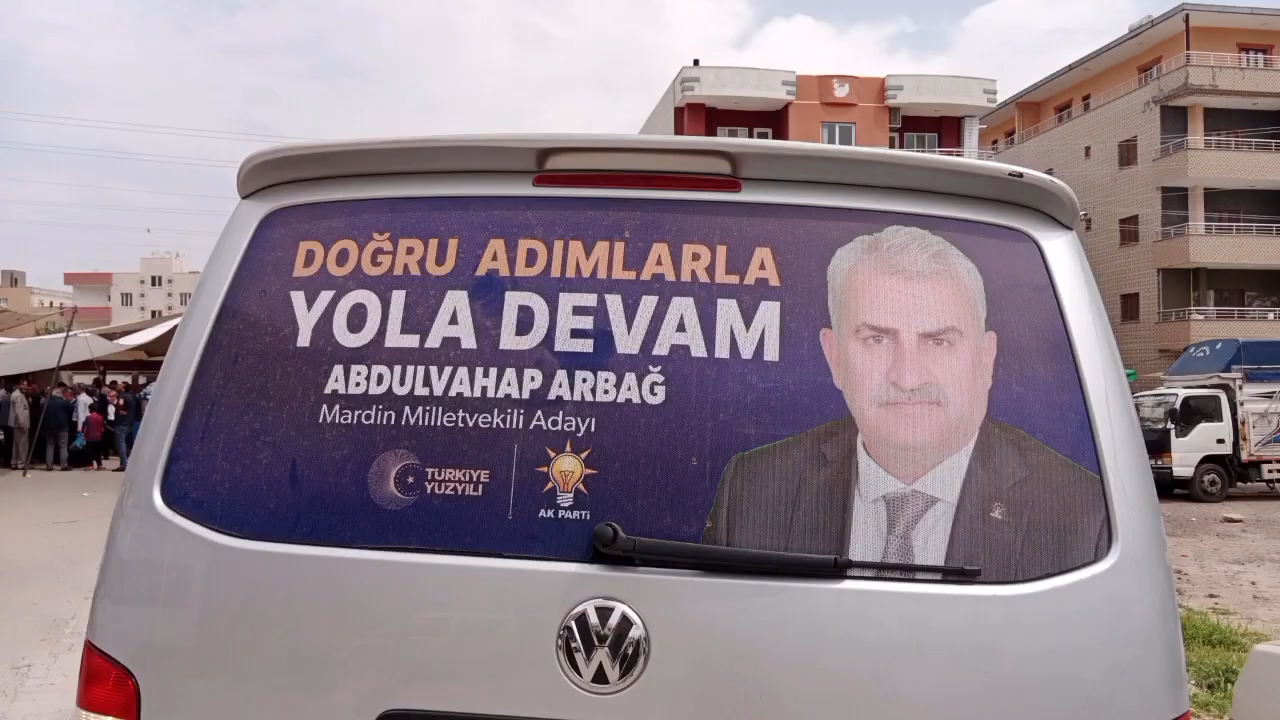 DOĞRU ADIMLARLA
YOLA DEVAM
ABDULVAHAP ARBAĞ
Mardin Milletvekili Adayı
TÜRKİYE
YÜZYILI
AK PARTİ